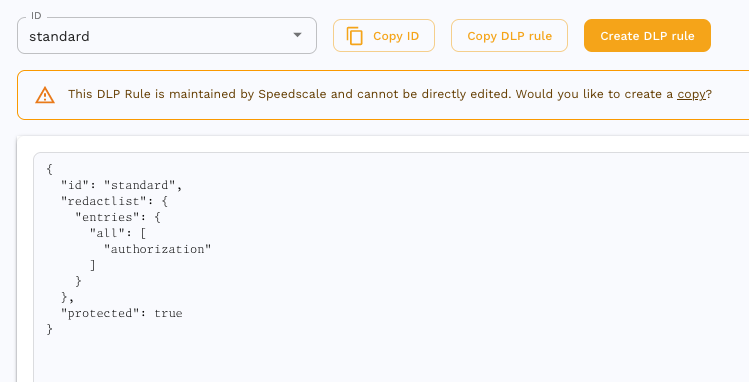 ID
standard
Copy ID
Copy DLP rule
Create DLP rule
This DLP Rule is maintained by Speedscale and cannot be directly edited. Would you like to create a copy?
{
  "id": "standard",
  "redactlist": {
    "entries": {
      "all": [
        "authorization"
      ]
    }
  },
  "protected": true
}